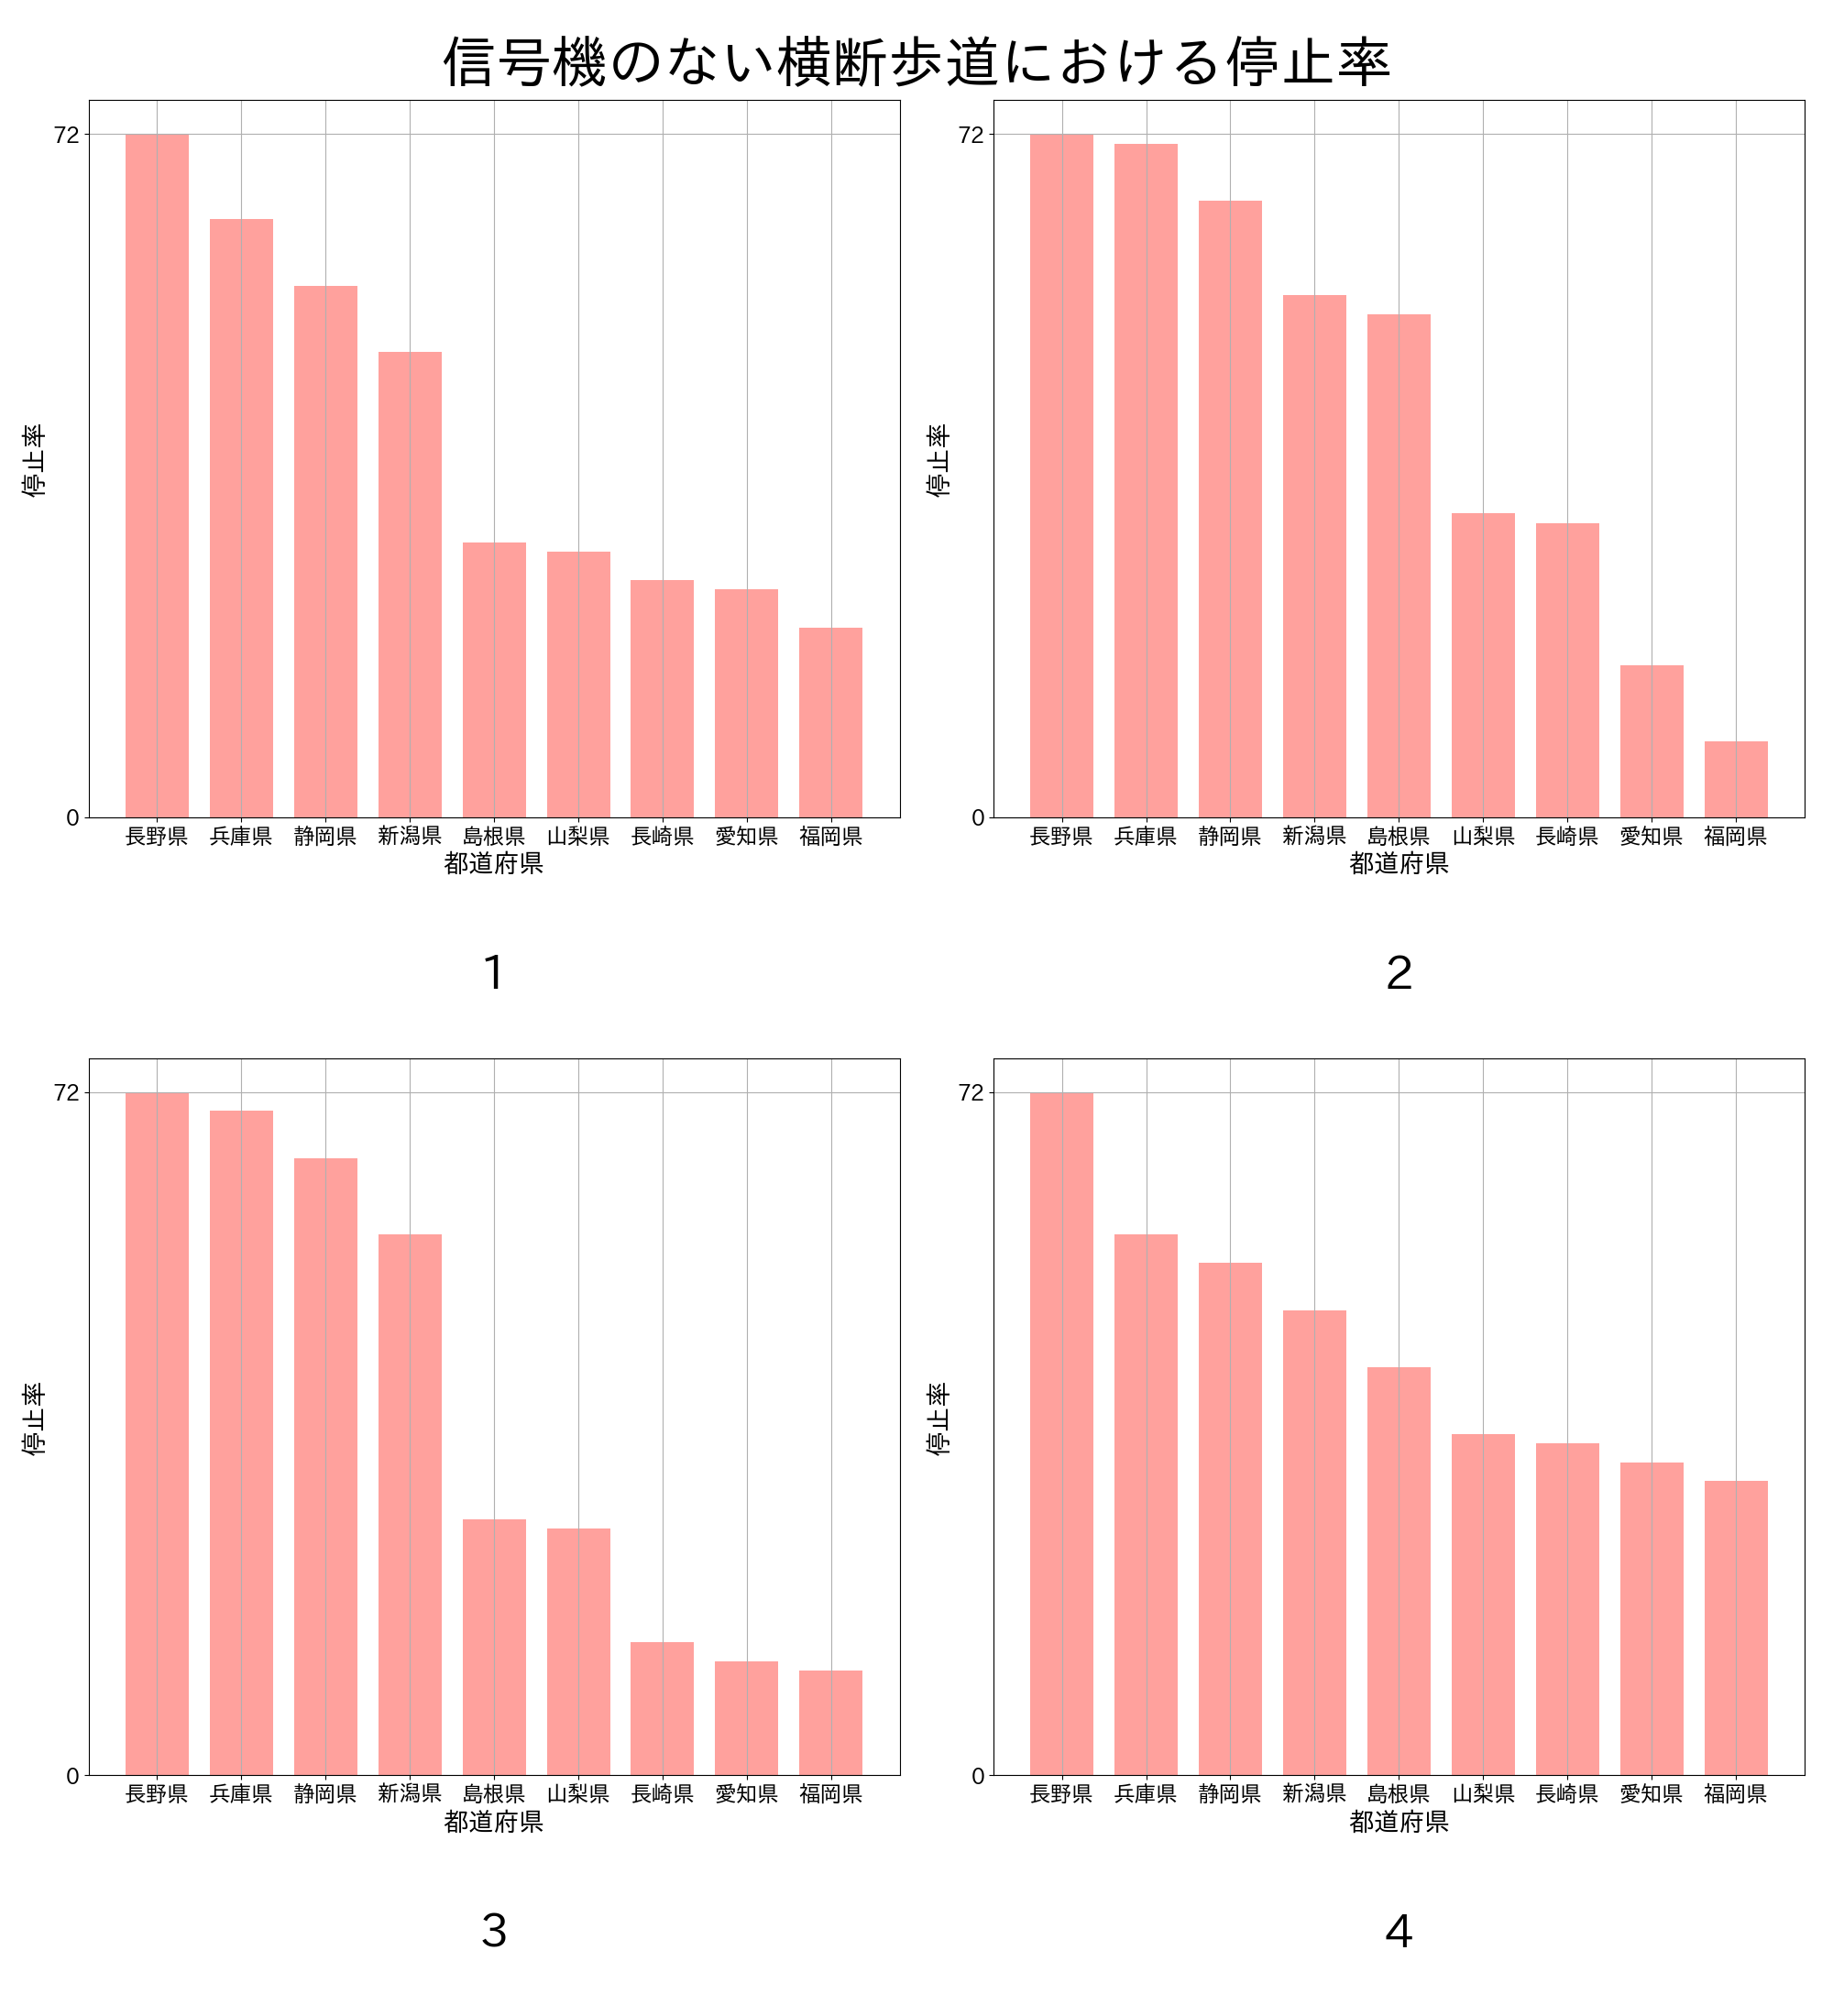 信号機のない横断歩道における停止率
72
0
停止率
長野県 兵庫県 静岡県 新潟県 島根県 山梨県 長崎県 愛知県 福岡県
都道府県
1
72
0
停止率
長野県 兵庫県 静岡県 新潟県 島根県 山梨県 長崎県 愛知県 福岡県
都道府県
2
72
0
停止率
長野県 兵庫県 静岡県 新潟県 島根県 山梨県 長崎県 愛知県 福岡県
都道府県
3
72
0
停止率
長野県 兵庫県 静岡県 新潟県 島根県 山梨県 長崎県 愛知県 福岡県
都道府県
4